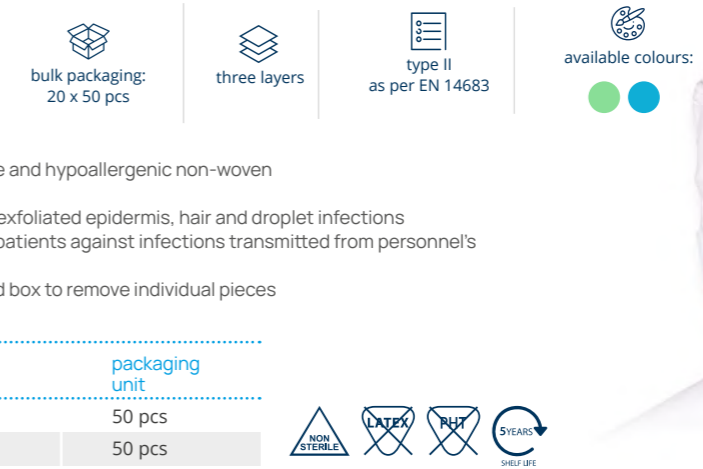 bulk packaging:
20 x 50 pcs
three layers
type II
as per EN 14683
available colours:
e and hypoallergenic non-woven
exfoliated epidermis, hair and droplet infections
patients against infections transmitted from personnel's
d box to remove individual pieces
packaging
unit
50 pcs
50 pcs
NON
STERILE
LATEX
PHT
5YEARS
SHELF LIFE